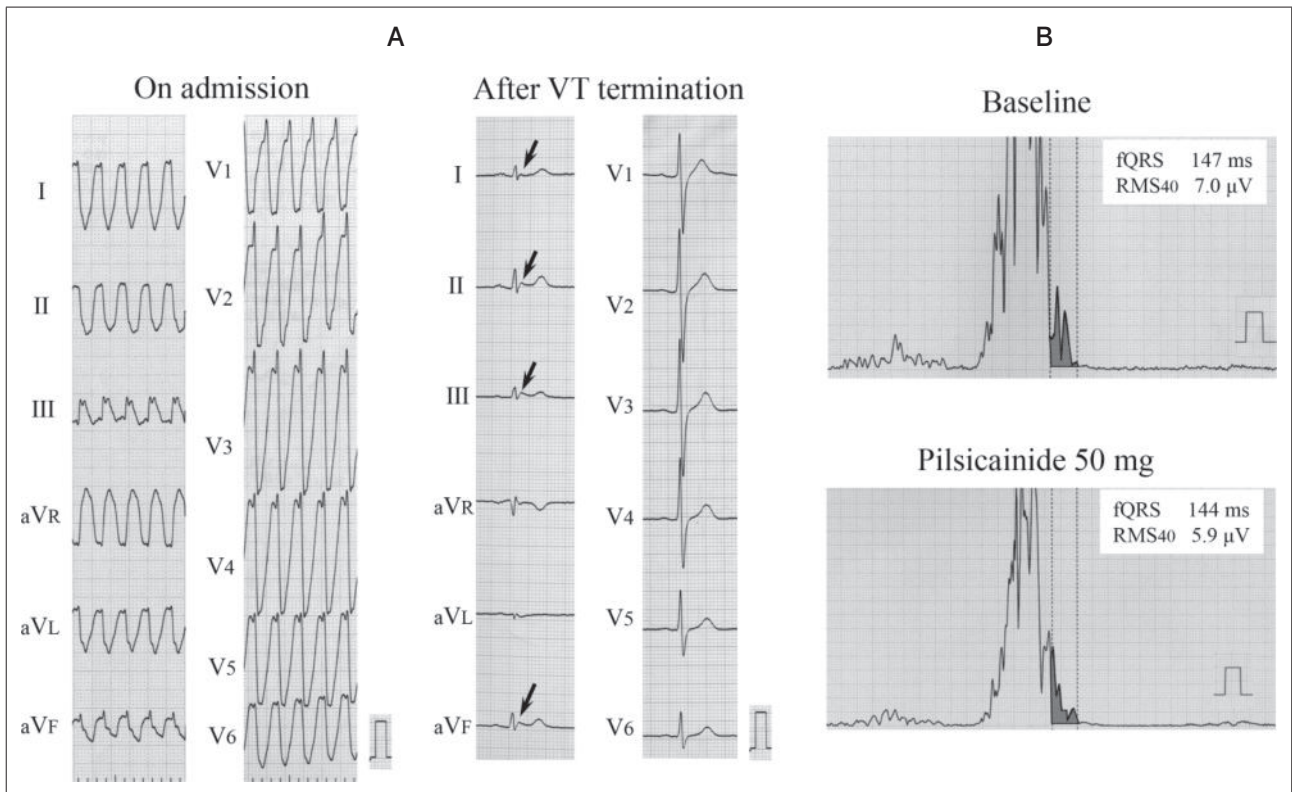 A
B
On admission
After VT termination
Baseline
I
II
III
aVR
aVL
aVF
V1
V2
V3
V4
V5
V6
I
II
III
aVR
aVL
aVF
V1
V2
V3
V4
V5
V6
fQRS 147 ms
RMS40 7.0 µV
Pilsicainide 50 mg
fQRS 144 ms
RMS40 5.9 µV